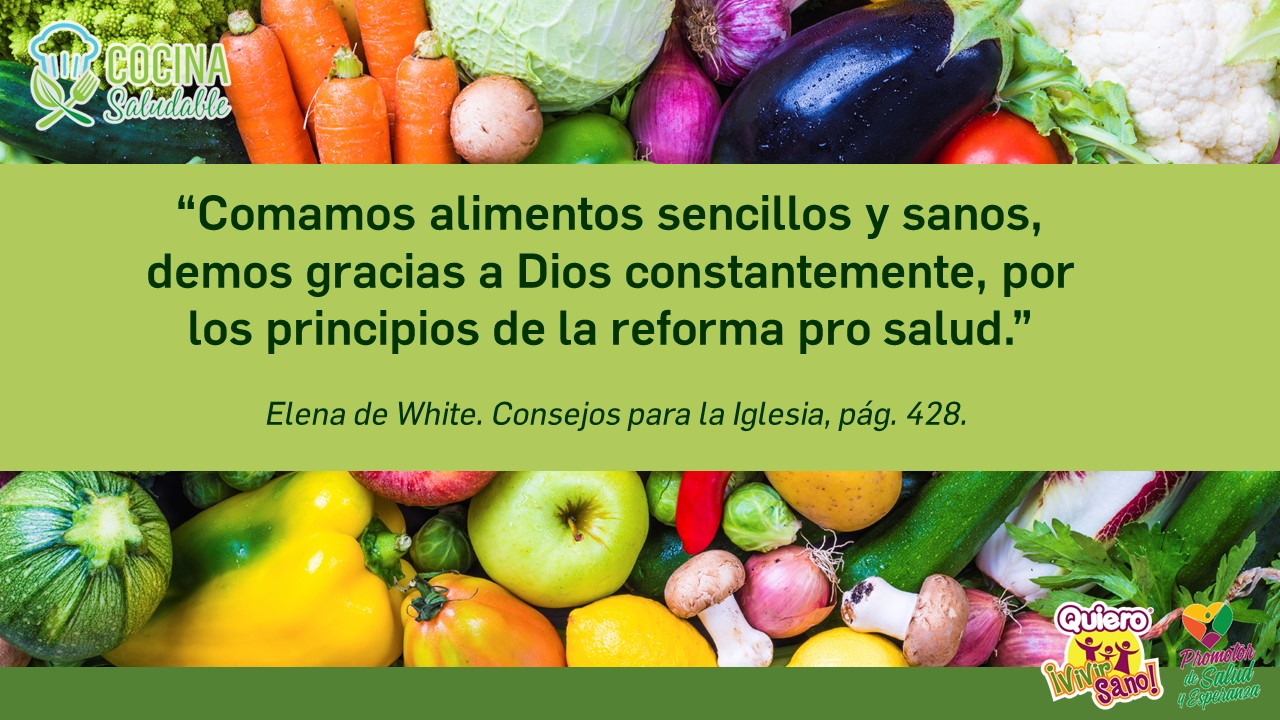 COCINA
Saludable
“Comamos alimentos sencillos y sanos,
demos gracias a Dios constantemente, por
los principios de la reforma pro salud.”
Elena de White. Consejos para la Iglesia, pág. 428.
Quiero
¡Vivir
Sano!
Promotor
de Salud
y Esperanza